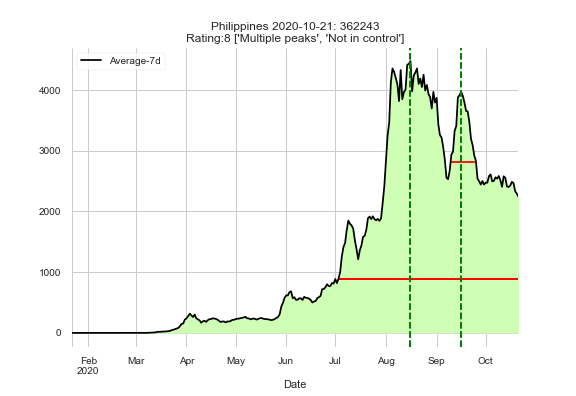 Philippines 2020-10-21: 362243
Rating:8 ['Multiple peaks', 'Not in control']
Average-7d
4000
3000
2000
1000
0
Feb Mar Apr May Jun Jul Aug Sep Oct
2020
Date